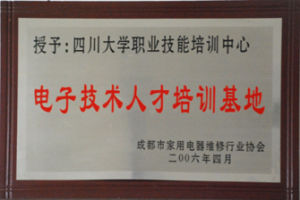 授予：四川大学职业技能培训中心
电子技术人才培训基地
成都市家用电器维修行业协会
二00六年四月